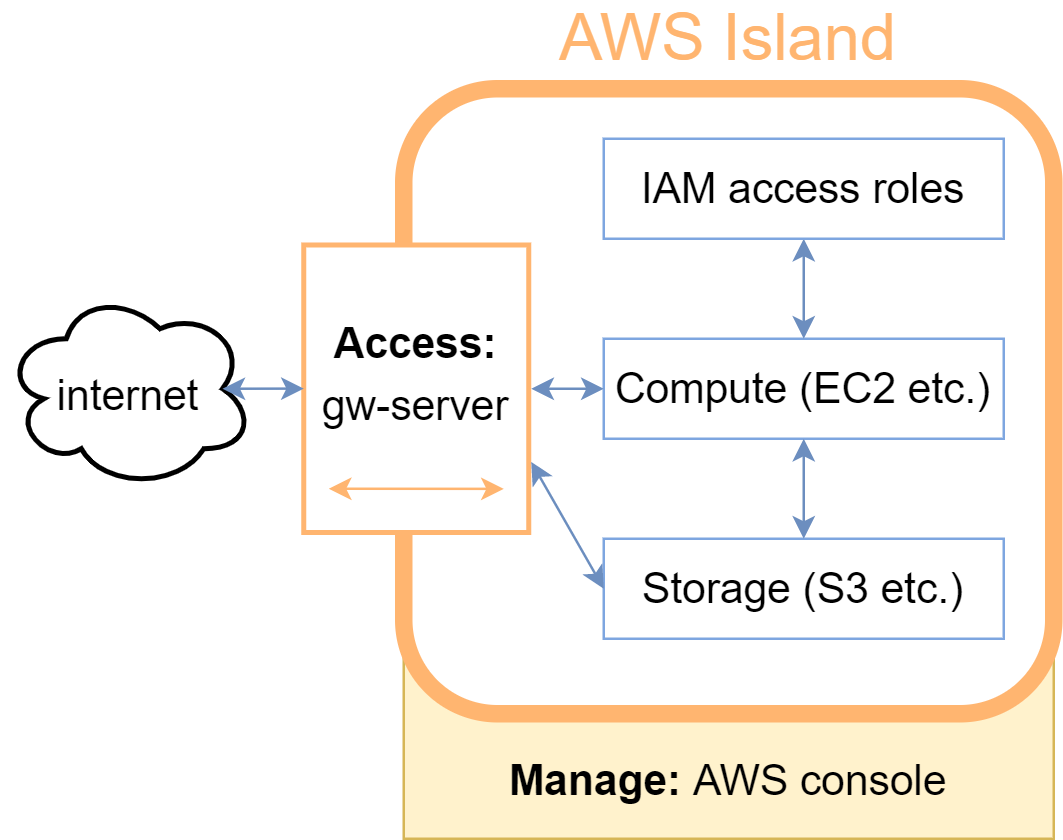 AWS Island
IAM access roles
internet
Access:
gw-server
Compute (EC2 etc.)
Storage (S3 etc.)
Manage: AWS console